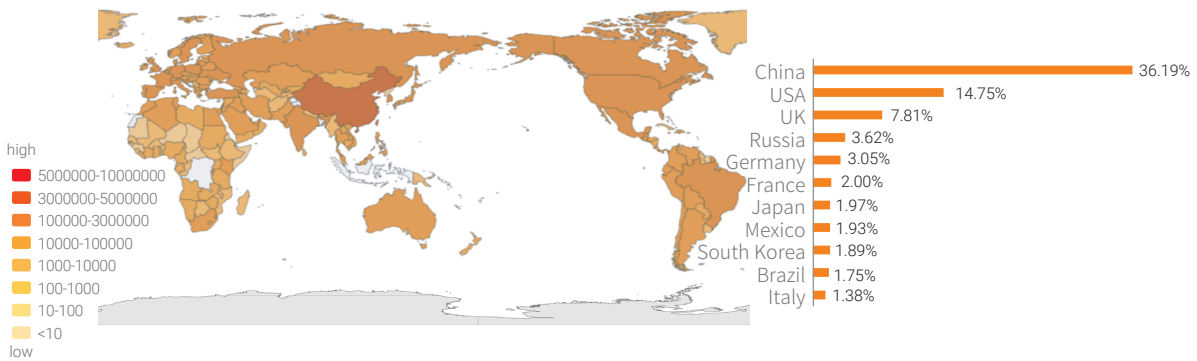 high
5000000-10000000
3000000-5000000
100000-3000000
10000-100000
1000-10000
100-1000
10-100
<10
low
China 36.19%
USA 14.75%
UK 7.81%
Russia 3.62%
Germany 3.05%
France 2.00%
Japan 1.97%
Mexico 1.93%
South Korea 1.89%
Brazil 1.75%
Italy 1.38%